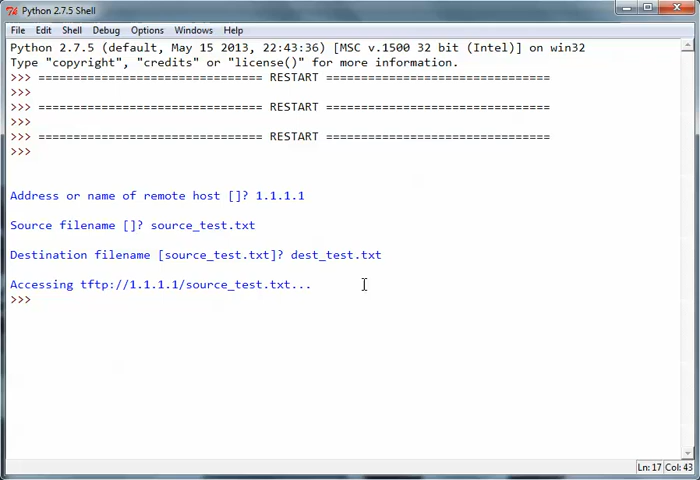 Python 2.7.5 Shell
File Edit Shell Debug Options Windows Help
Python 2.7.5 (default, May 15 2013, 22:43:36) [MSC v.1500 32 bit (Intel)] on win32
Type "copyright", "credits" or "license()" for more information.
>>> ================================ RESTART ================================
>>>
>>> ================================ RESTART ================================
>>>
>>> ================================ RESTART ================================
>>>
Address or name of remote host []? 1.1.1.1
Source filename []? source_test.txt
Destination filename [source_test.txt]? dest_test.txt
Accessing tftp://1.1.1.1/source_test.txt...
>>>
Ln: 17 Col: 43